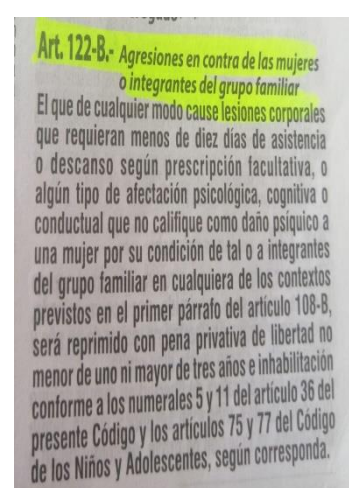 Art. 122-B.- Agresiones en contra de las mujeres
o integrantes del grupo familiar
El que de cualquier modo cause lesiones corporales
que requieran menos de diez días de asistencia
o descanso según prescripción facultativa, o
algún tipo de afectación psicológica, cognitiva o
conductual que no califique como daño psíquico a
una mujer por su condición de tal o a integrantes
del grupo familiar en cualquiera de los contextos
previstos en el primer párrafo del artículo 108-B,
será reprimido con pena privativa de libertad no
menor de uno ni mayor de tres años e inhabilitación
conforme a los numerales 5 y 11 del artículo 36 del
presente Código y los artículos 75 y 77 del Código
de los Niños y Adolescentes, según corresponda.